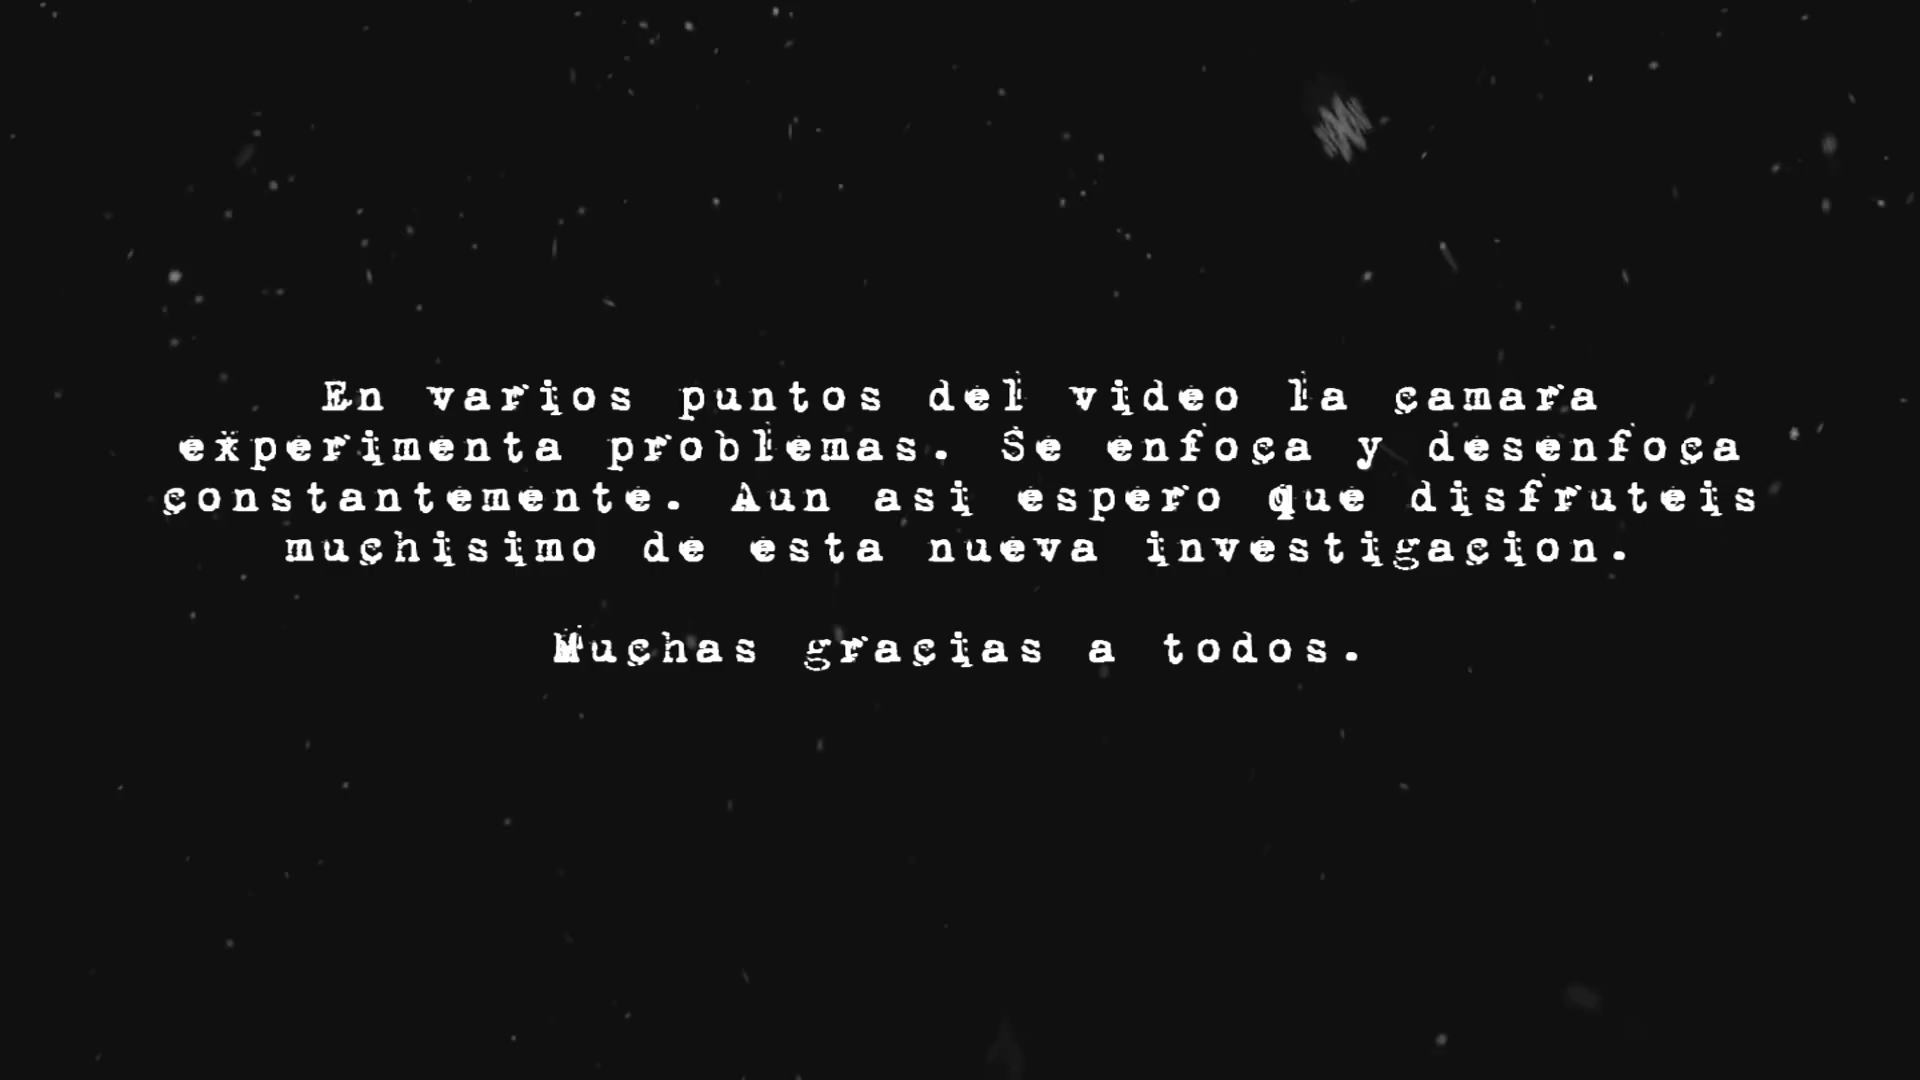 En varios puntos del video la camara
experimenta problemas. Se enfoca y desenfoca
constantemente. Aun asi espero que disfruteis
muchisimo de esta nueva investigacion.
Muchas gracias a todos.